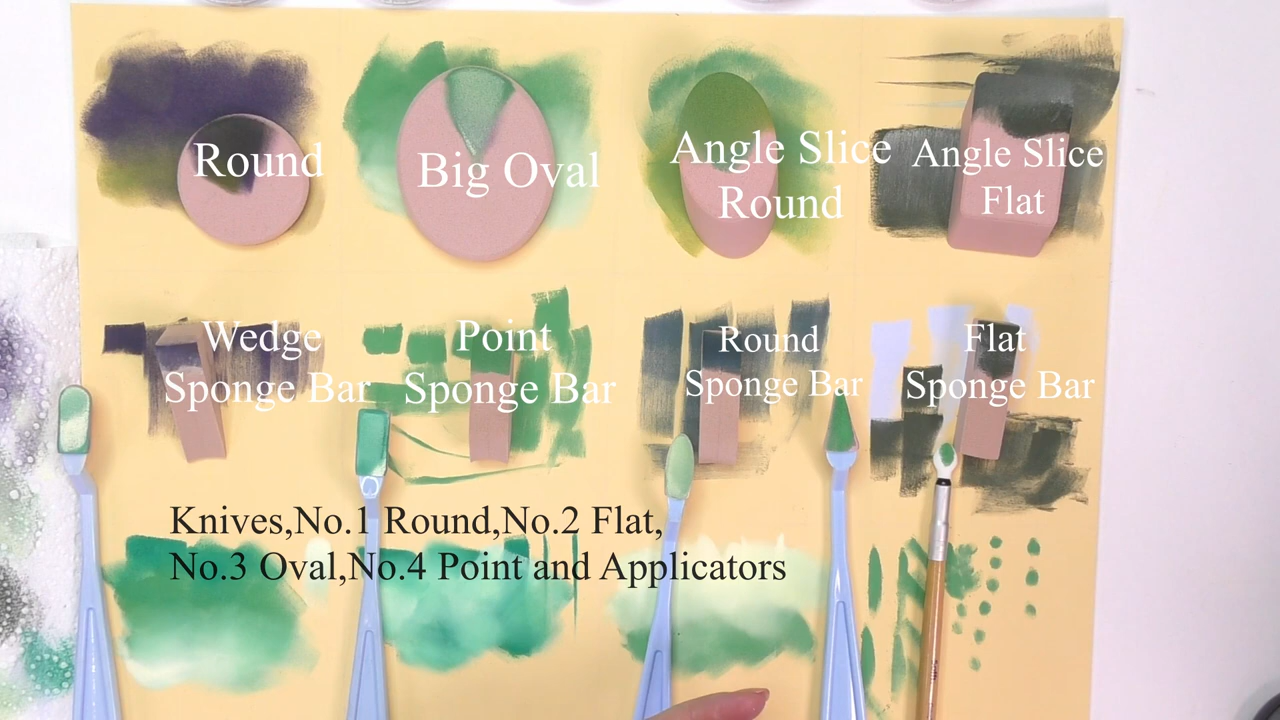 Round
Big Oval
Angle Slice
Round
Angle Slice
Flat
Wedge
Sponge Bar
Point
Sponge Bar
Round
Sponge Bar
Flat
Sponge Bar
Knives,No.1 Round,No.2 Flat,
No.3 Oval,No.4 Point and Applicators